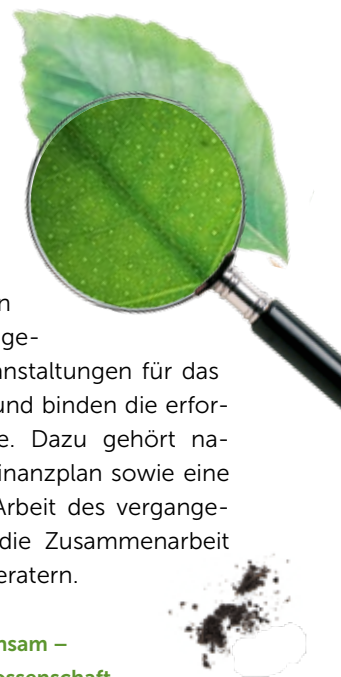 n
ge-
anstaltungen für das
und binden die erfor-
e. Dazu gehört na-
inanzplan sowie eine
Arbeit des vergange-
die Zusammenarbeit
eratern.
nsam –
ossenschaft